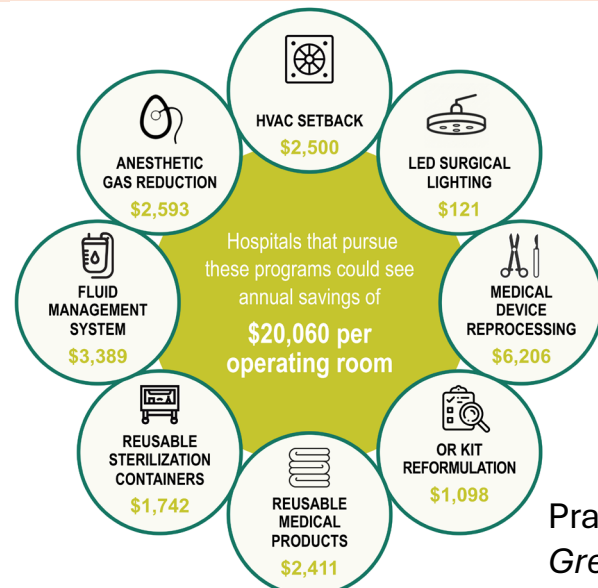 HVAC SETBACK
$2,500
LED SURGICAL
LIGHTING
$121
MEDICAL
DEVICE
REPROCESSING
$6,206
OR KIT
REFORMULATION
$1,098
REUSABLE
MEDICAL
PRODUCTS
$2,411
REUSABLE
STERILIZATION
CONTAINERS
$1,742
FLUID
MANAGEMENT
SYSTEM
$3,389
ANESTHETIC
GAS REDUCTION
$2,593
Hospitals that pursue
these programs could see
annual savings of
$20,060 per
operating room
Pra
Gre